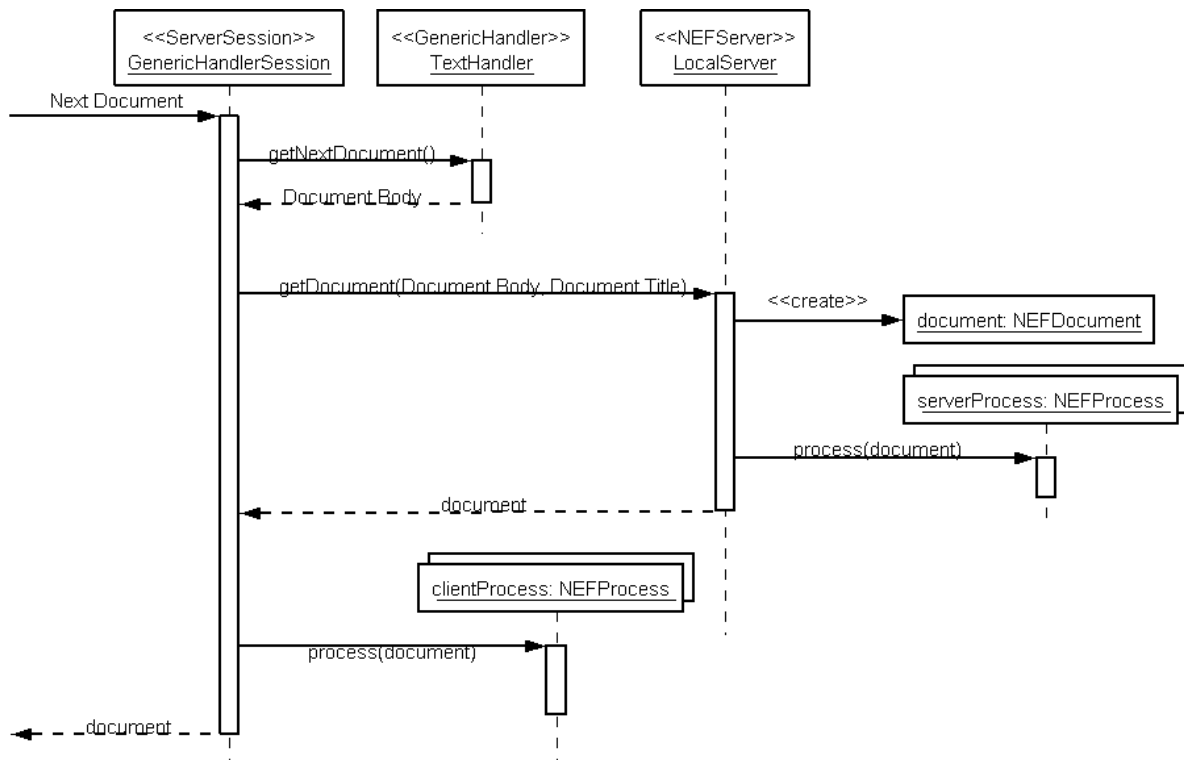 <<ServerSession>>
GenericHandlerSession
<<GenericHandler>>
TextHandler
<<NEFServer>>
LocalServer
Next Document
getNextDocument()
Document Body
getDocument(Document Body, Document Title)
<<create>>
document: NEFDocument
serverProcess: NEFProcess
process(document)
document
clientProcess: NEFProcess
process(document)
document